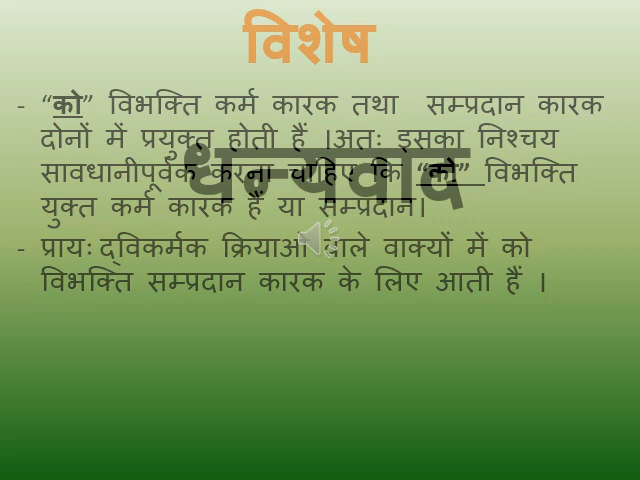 विशेष
- “को” विभक्ति कर्म कारक तथा सम्प्रदान कारक
दोनों में प्रयुक्त होती हैं ।अतः इसका निश्चय
सावधानीपूर्वक करना चाहिए कि “को” विभक्ति
युक्त कर्म कारक हैं या सम्प्रदान।
धन्यवाद
- प्रायः द्विकर्मक क्रियाओं वाले वाक्यों में को
विभक्ति सम्प्रदान कारक के लिए आती हैं ।